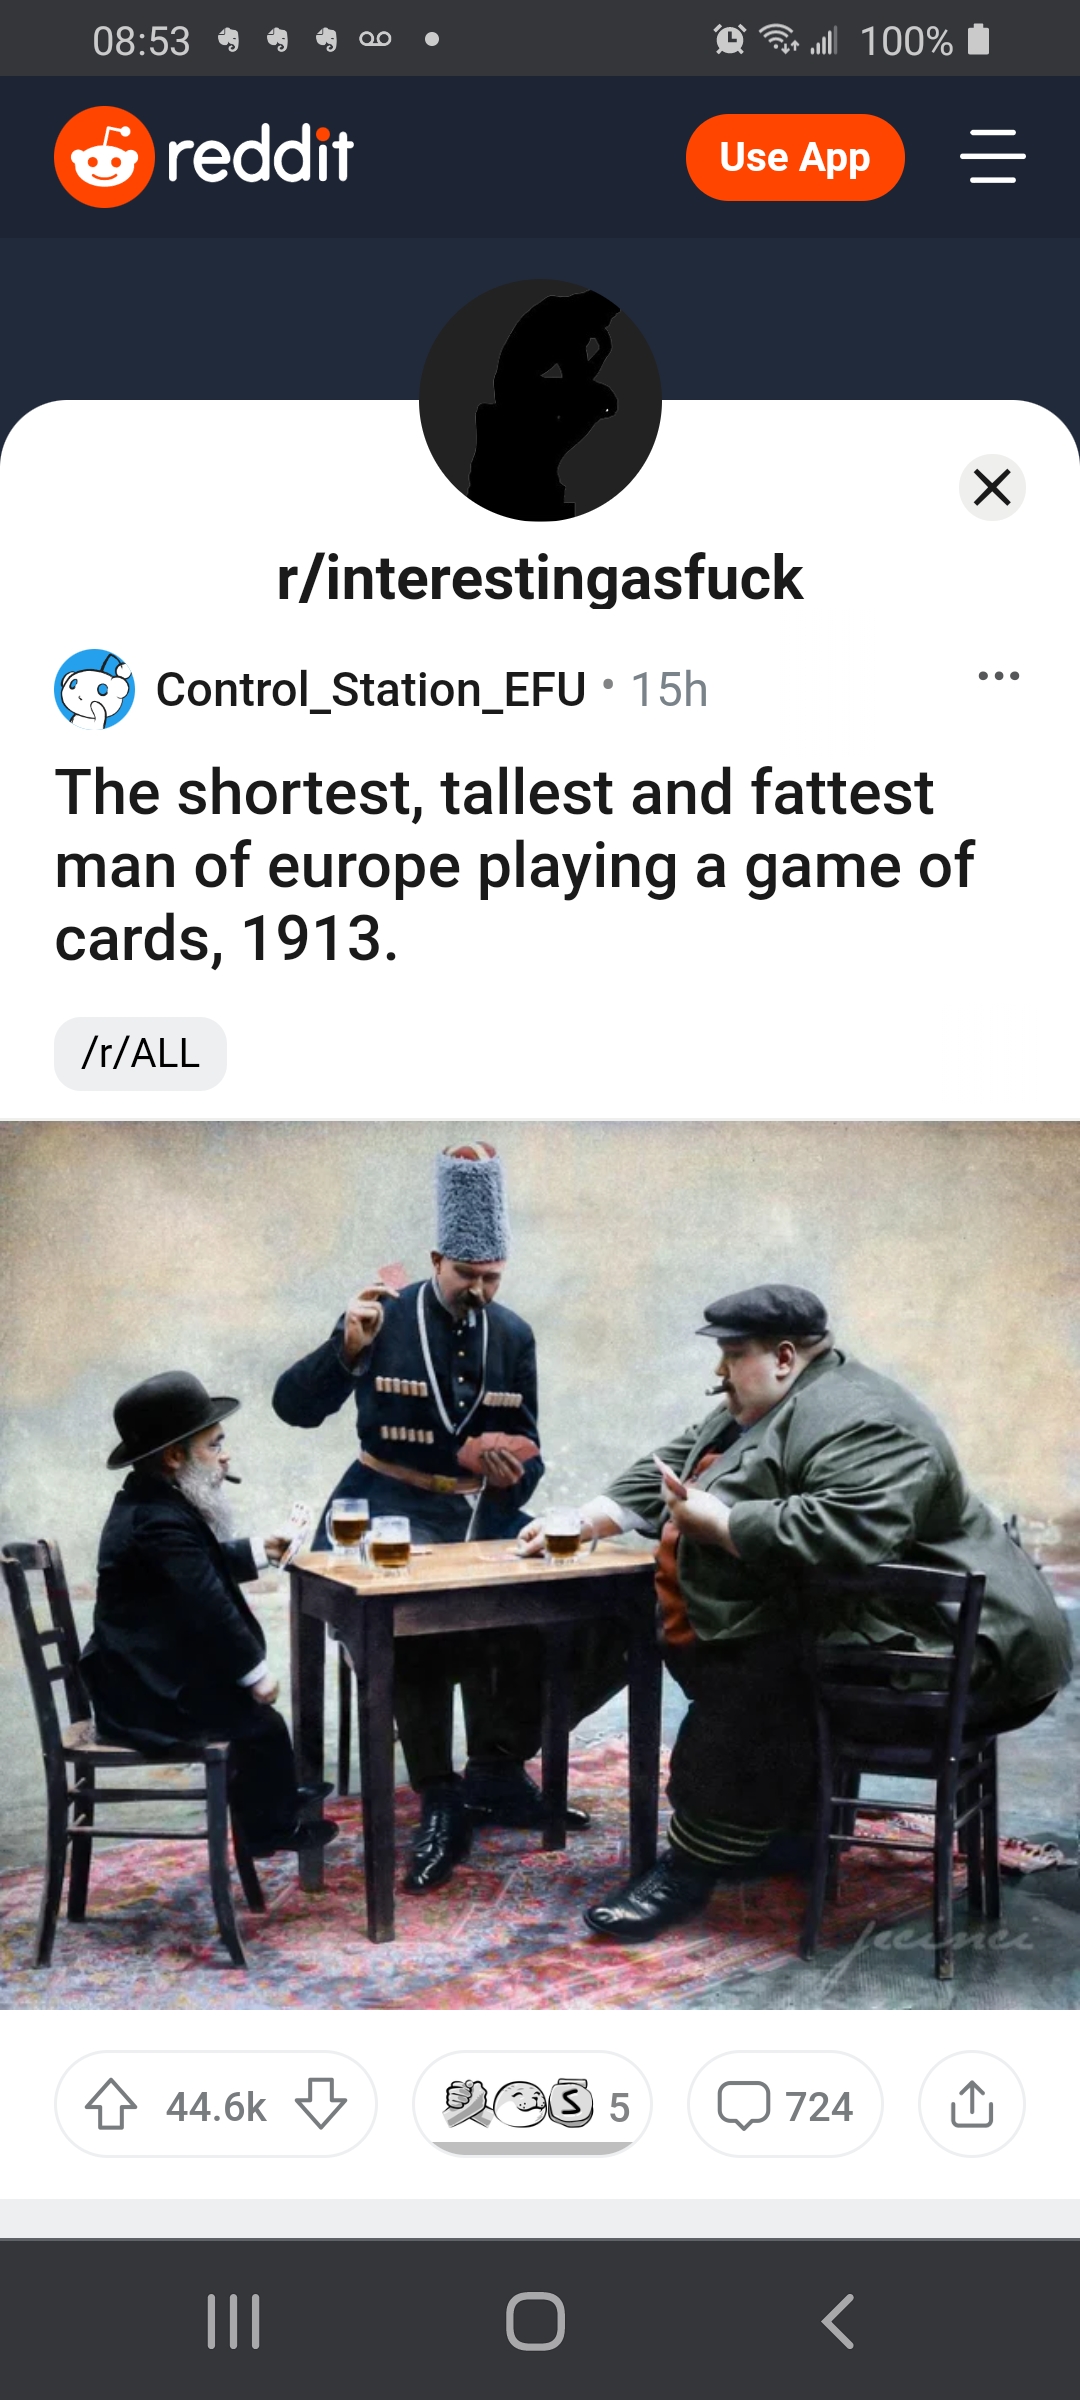 08:53
100%
reddit
Use App
r/interestingasfuck
Control_Station_EFU • 15h
The shortest, tallest and fattest
man of europe playing a game of
cards, 1913.
/r/ALL
44.6k
5
724